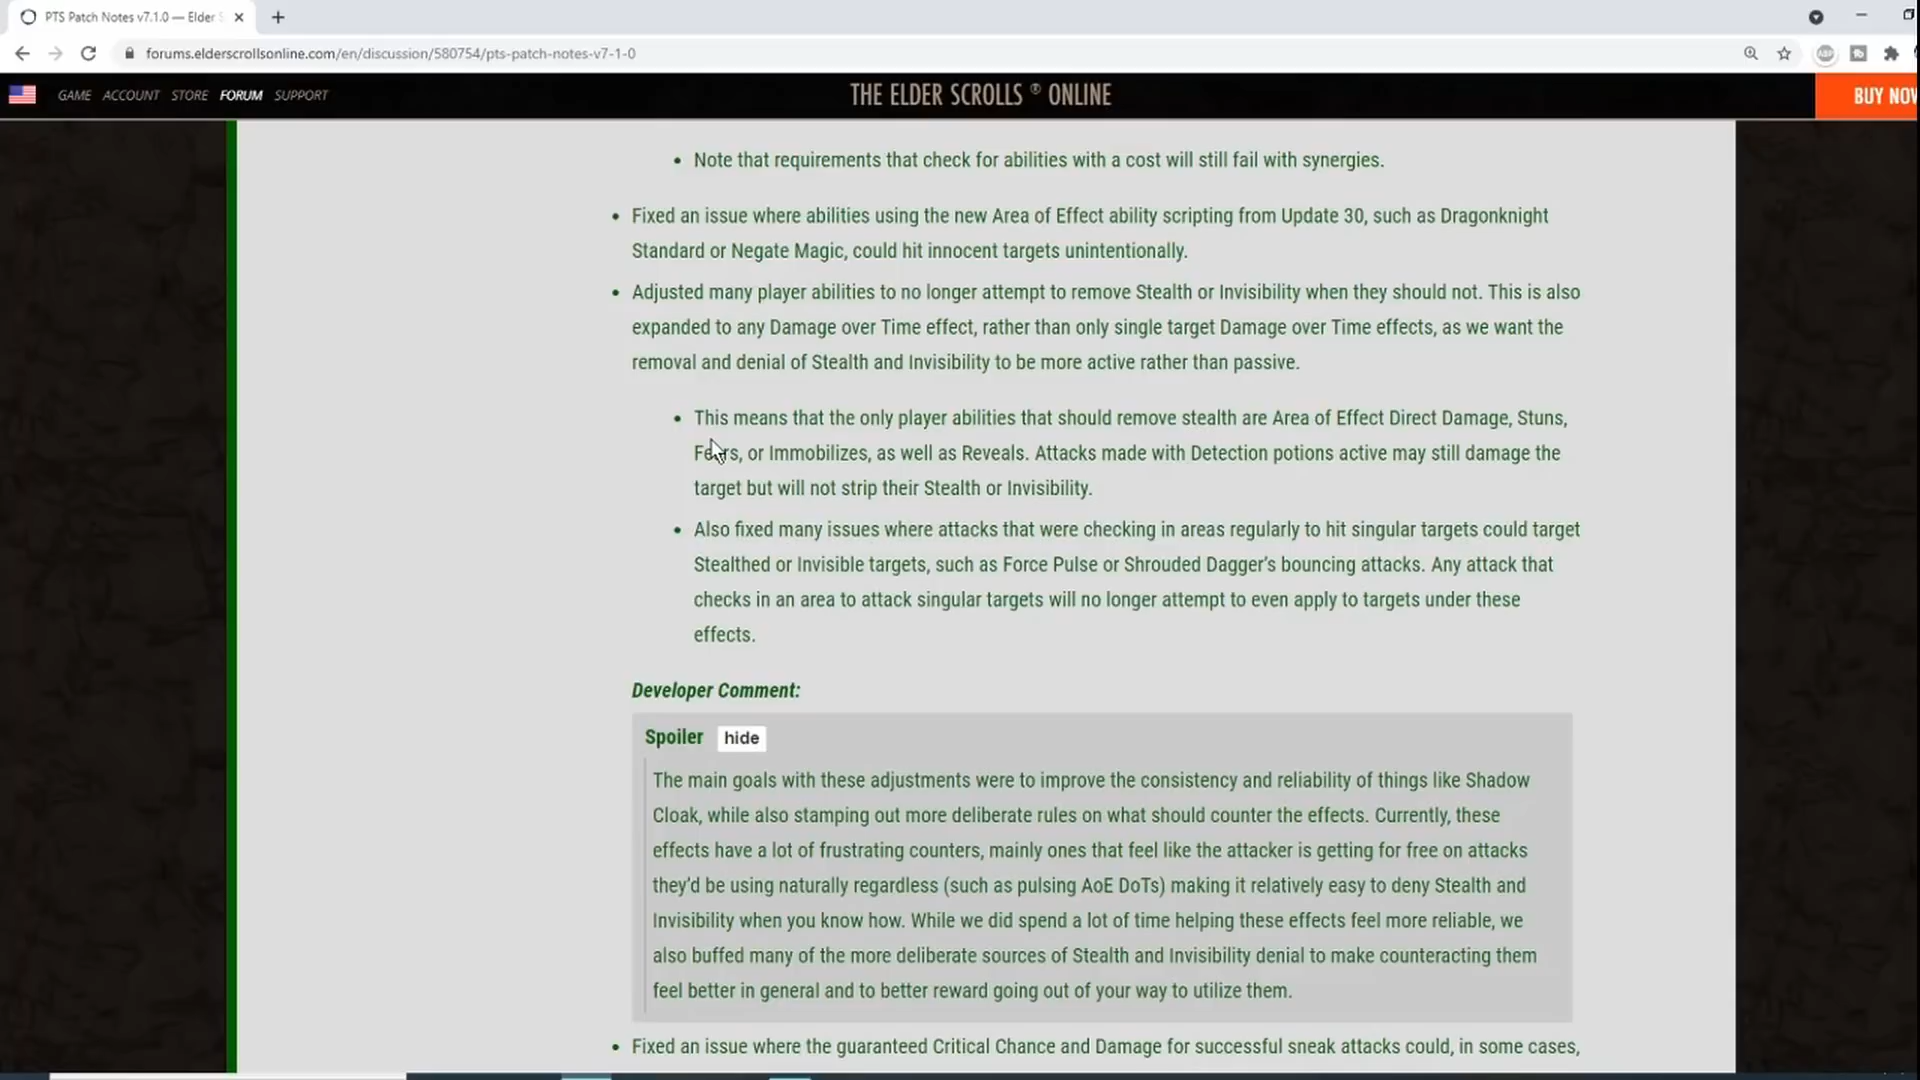 PTS Patch Notes v7.1.0 — Elder
forums.elderscrollsonline.com/en/discussion/580754/pts-patch-notes-v7-1-0
ABP
GAME ACCOUNT STORE FORUM SUPPORT
THE ELDER SCROLLS ® ONLINE
BUY NOW
• Note that requirements that check for abilities with a cost will still fail with synergies.
• Fixed an issue where abilities using the new Area of Effect ability scripting from Update 30, such as Dragonknight
Standard or Negate Magic, could hit innocent targets unintentionally.
• Adjusted many player abilities to no longer attempt to remove Stealth or Invisibility when they should not. This is also
expanded to any Damage over Time effect, rather than only single target Damage over Time effects, as we want the
removal and denial of Stealth and Invisibility to be more active rather than passive.
• This means that the only player abilities that should remove stealth are Area of Effect Direct Damage, Stuns,
Fears, or Immobilizes, as well as Reveals. Attacks made with Detection potions active may still damage the
target but will not strip their Stealth or Invisibility.
• Also fixed many issues where attacks that were checking in areas regularly to hit singular targets could target
Stealthed or Invisible targets, such as Force Pulse or Shrouded Dagger's bouncing attacks. Any attack that
checks in an area to attack singular targets will no longer attempt to even apply to targets under these
effects.
Developer Comment:
Spoiler hide
The main goals with these adjustments were to improve the consistency and reliability of things like Shadow
Cloak, while also stamping out more deliberate rules on what should counter the effects. Currently, these
effects have a lot of frustrating counters, mainly ones that feel like the attacker is getting for free on attacks
they'd be using naturally regardless (such as pulsing AoE DoTs) making it relatively easy to deny Stealth and
Invisibility when you know how. While we did spend a lot of time helping these effects feel more reliable, we
also buffed many of the more deliberate sources of Stealth and Invisibility denial to make counteracting them
feel better in general and to better reward going out of your way to utilize them.
• Fixed an issue where the guaranteed Critical Chance and Damage for successful sneak attacks could, in some cases,